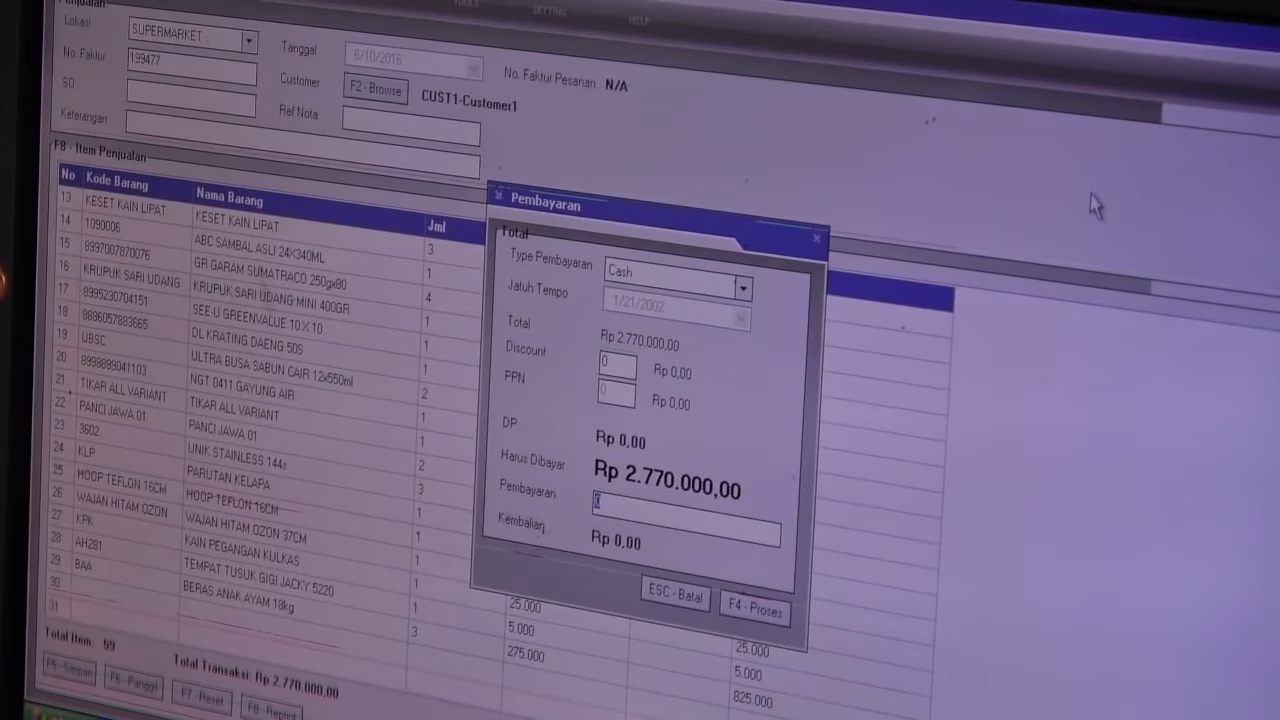 Penjualan
TOOLS SETTING HELP
Lokasi SUPERMARKET Tanggal 6/10/2016 No. Faktur Pesanan N/A
No. Faktur 199477 Customer F2 - Browse CUST1-Customer1
SO Ref Nota
Keterangan
F8 - Item Penjualan
No Kode Barang Nama Barang Jml
13 KESET KAIN LIPAT KESET KAIN LIPAT 3
14 1090006 ABC SAMBAL ASLI 24X340ML 1
15 8997007870076 GR GARAM SUMATRACO 250gx80 4
16 KRUPUK SARI UDANG KRUPUK SARI UDANG MINI 400GR 1
17 8995230704151 SEE-U GREENVALUE 10X10 1
18 8886057883665 DL KRATING DAENG 50S 1
19 UBSC ULTRA BUSA SABUN CAIR 12x550ml 2
20 8998889041103 NGT 0411 GAYUNG AIR 1
21 TIKAR ALL VARIANT TIKAR ALL VARIANT 1
22 PANCI JAWA 01 PANCI JAWA 01 2
23 3602 UNIK STAINLESS 144s 3
24 KLP PARUTAN KELAPA 1
25 HOOP TEFLON 16CM HOOP TEFLON 16CM 1
26 WAJAN HITAM OZON WAJAN HITAM OZON 37CM 1
27 KPK KAIN PEGANGAN KULKAS 1
28 AH281 TEMPAT TUSUK GIGI JACKY 5220 1 25.000 25.000
29 BAA BERAS ANAK AYAM 18kg 3 5.000 5.000
30 275.000 825.000
31
Pembayaran
Total
Type Pembayaran Cash
Jatuh Tempo 1/21/2002
Total Rp 2.770.000,00
Discount 0 Rp 0,00
PPN 0 Rp 0,00
DP Rp 0,00
Harus Dibayar Rp 2.770.000,00
Pembayaran 0
Kembalian Rp 0,00
ESC - Batal F4 - Proses
Total Item: 59 Total Transaksi: Rp 2.770.000,00
F5 - Simpan F6 - Panggil F7 - Reset F8 - Reprint